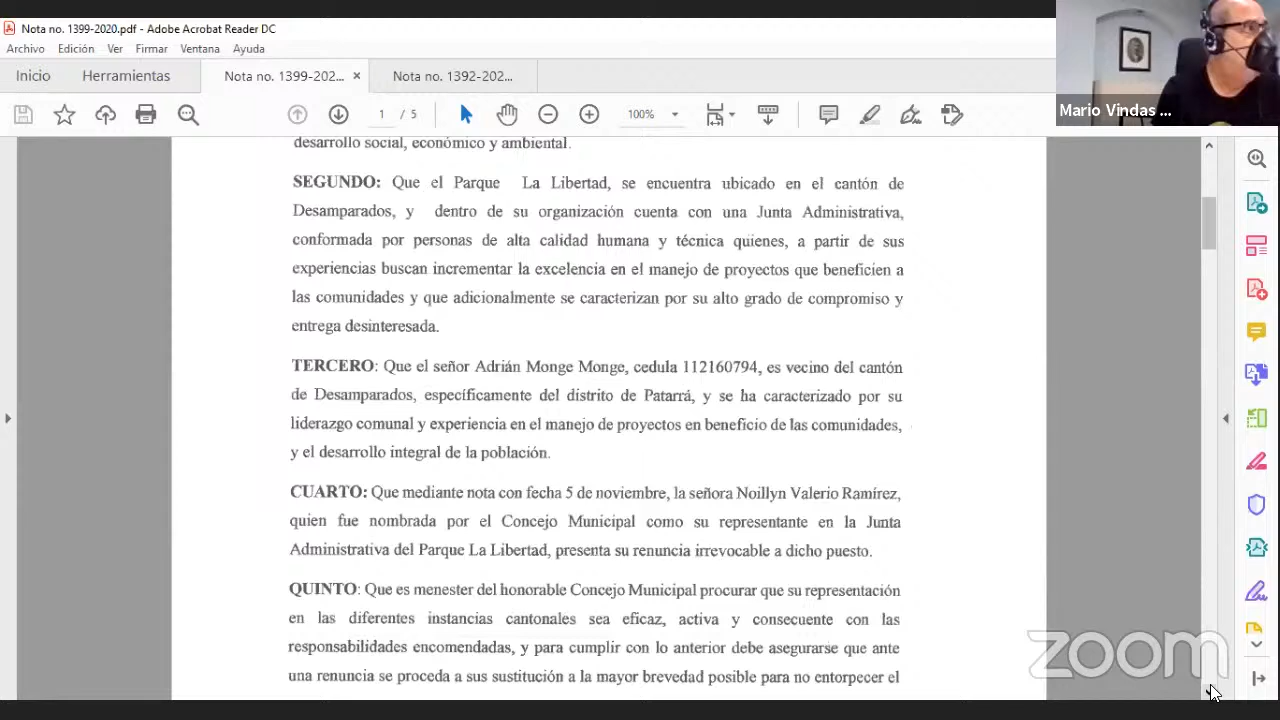 Nota no. 1399-2020.pdf - Adobe Acrobat Reader DC
Archivo Edición Ver Firmar Ventana Ayuda
Inicio Herramientas Nota no. 1399-202... × Nota no. 1392-202...
1 / 5 100%
Mario Vindas ...
desarrollo social, económico y ambiental.
SEGUNDO: Que el Parque La Libertad, se encuentra ubicado en el cantón de
Desamparados, y dentro de su organización cuenta con una Junta Administrativa,
conformada por personas de alta calidad humana y técnica quienes, a partir de sus
experiencias buscan incrementar la excelencia en el manejo de proyectos que beneficien a
las comunidades y que adicionalmente se caracterizan por su alto grado de compromiso y
entrega desinteresada.
TERCERO: Que el señor Adrián Monge Monge, cedula 112160794, es vecino del cantón
de Desamparados, específicamente del distrito de Patarrá, y se ha caracterizado por su
liderazgo comunal y experiencia en el manejo de proyectos en beneficio de las comunidades,
y el desarrollo integral de la población.
CUARTO: Que mediante nota con fecha 5 de noviembre, la señora Noillyn Valerio Ramírez,
quien fue nombrada por el Concejo Municipal como su representante en la Junta
Administrativa del Parque La Libertad, presenta su renuncia irrevocable a dicho puesto.
QUINTO: Que es menester del honorable Concejo Municipal procurar que su representación
en las diferentes instancias cantonales sea eficaz, activa y consecuente con las
responsabilidades encomendadas, y para cumplir con lo anterior debe asegurarse que ante
una renuncia se proceda a sus sustitución a la mayor brevedad posible para no entorpecer el
zoom